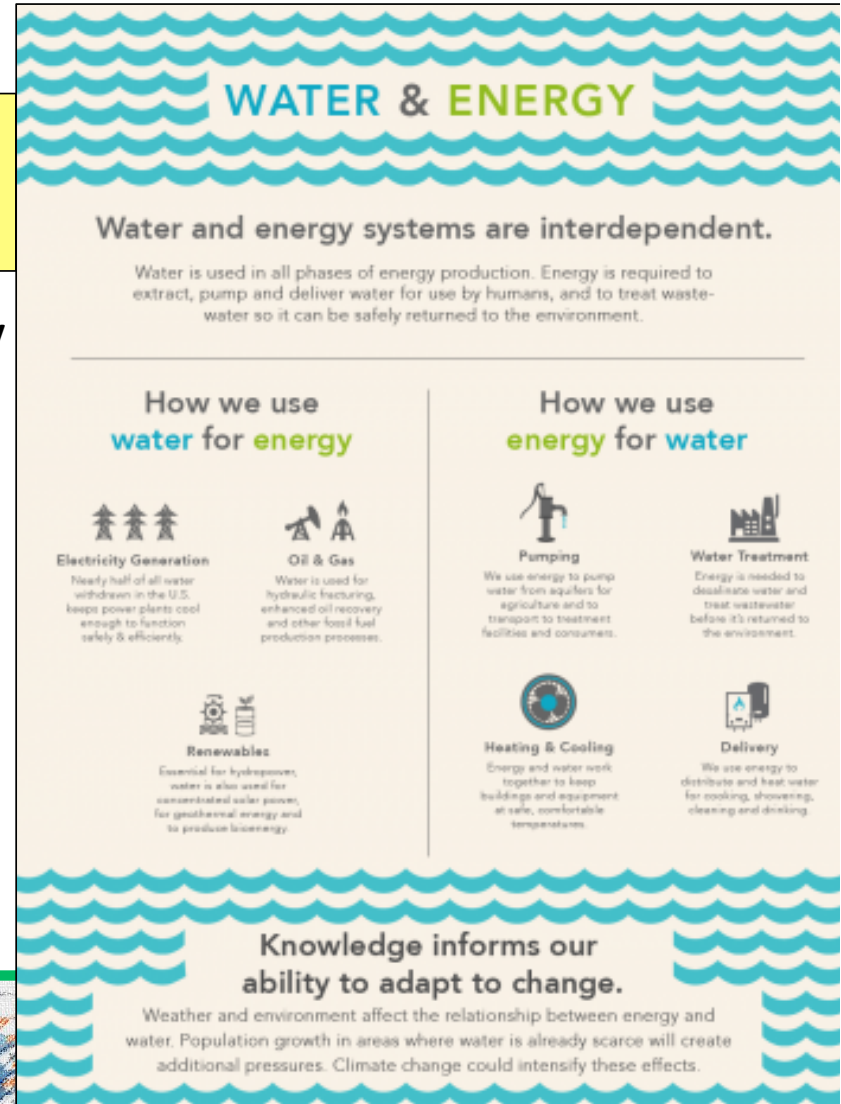 WATER & ENERGY
Water and energy systems are interdependent.
Water is used in all phases of energy production. Energy is required to
extract, pump and deliver water for use by humans, and to treat waste-
water so it can be safely returned to the environment.
How we use
water for energy
Electricity Generation
Nearly half of all water
withdrawn in the U.S.
keeps power plants cool
enough to function
safely & efficiently.
Oil & Gas
Water is used for
hydraulic fracturing,
enhanced oil recovery
and other fossil fuel
production processes.
Renewables
Essential for hydropower,
water is also used for
concentrated solar power,
for geothermal energy and
to produce bioenergy.
How we use
energy for water
Pumping
We use energy to pump
water from aquifers for
agriculture and to
transport to treatment
facilities and consumers.
Water Treatment
Energy is needed to
desalinate water and
treat wastewater
before it's returned to
the environment.
Heating & Cooling
Energy and water work
together to keep
buildings and equipment
at safe, comfortable
temperatures.
Delivery
We use energy to
distribute and heat water
for cooking, showering,
cleaning and drinking.
Knowledge informs our
ability to adapt to change.
Weather and environment affect the relationship between energy and
water. Population growth in areas where water is already scarce will create
additional pressures. Climate change could intensify these effects.